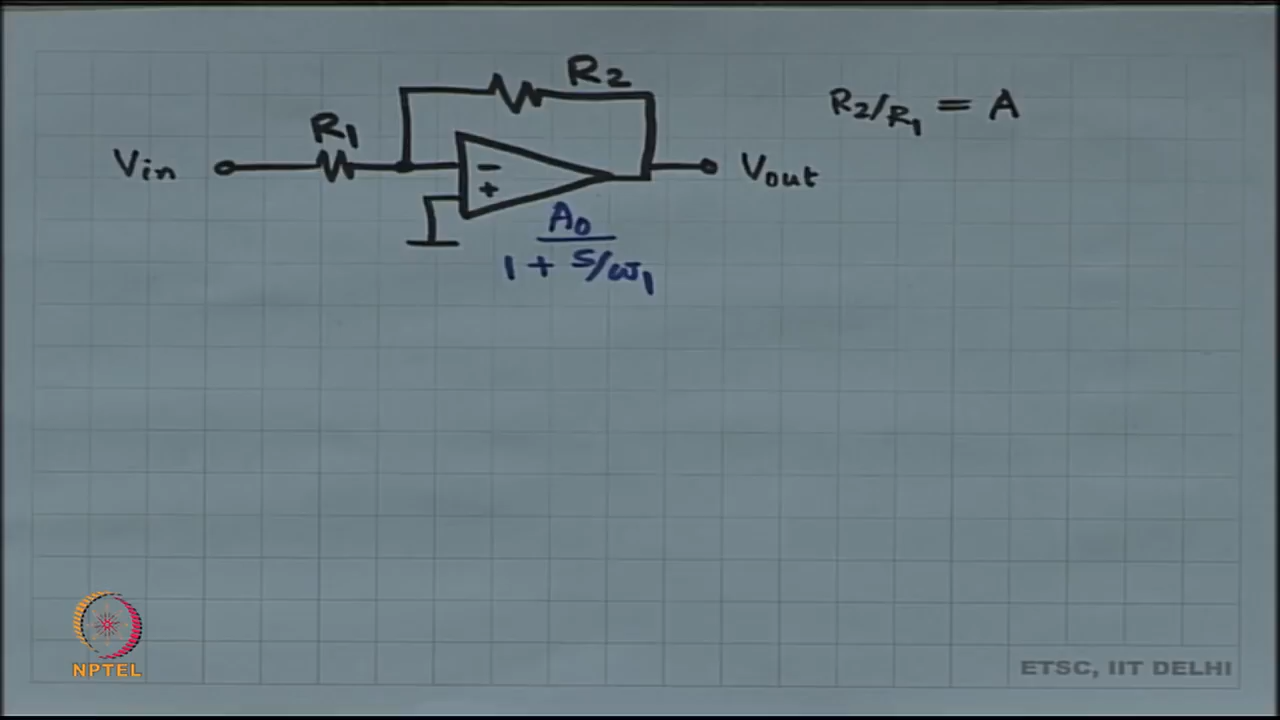 R2
R2/R1 = A
R1
Vin
−
+
Vout
A0
1 + s/ω1
NPTEL
ETSC, IIT DELHI